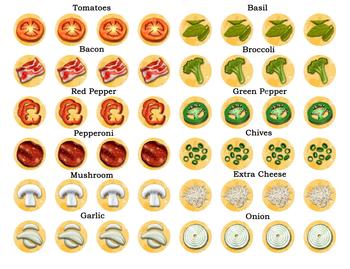 Tomatoes
Basil
Bacon
Broccoli
Red Pepper
Green Pepper
Pepperoni
Chives
Mushroom
Extra Cheese
Garlic
Onion